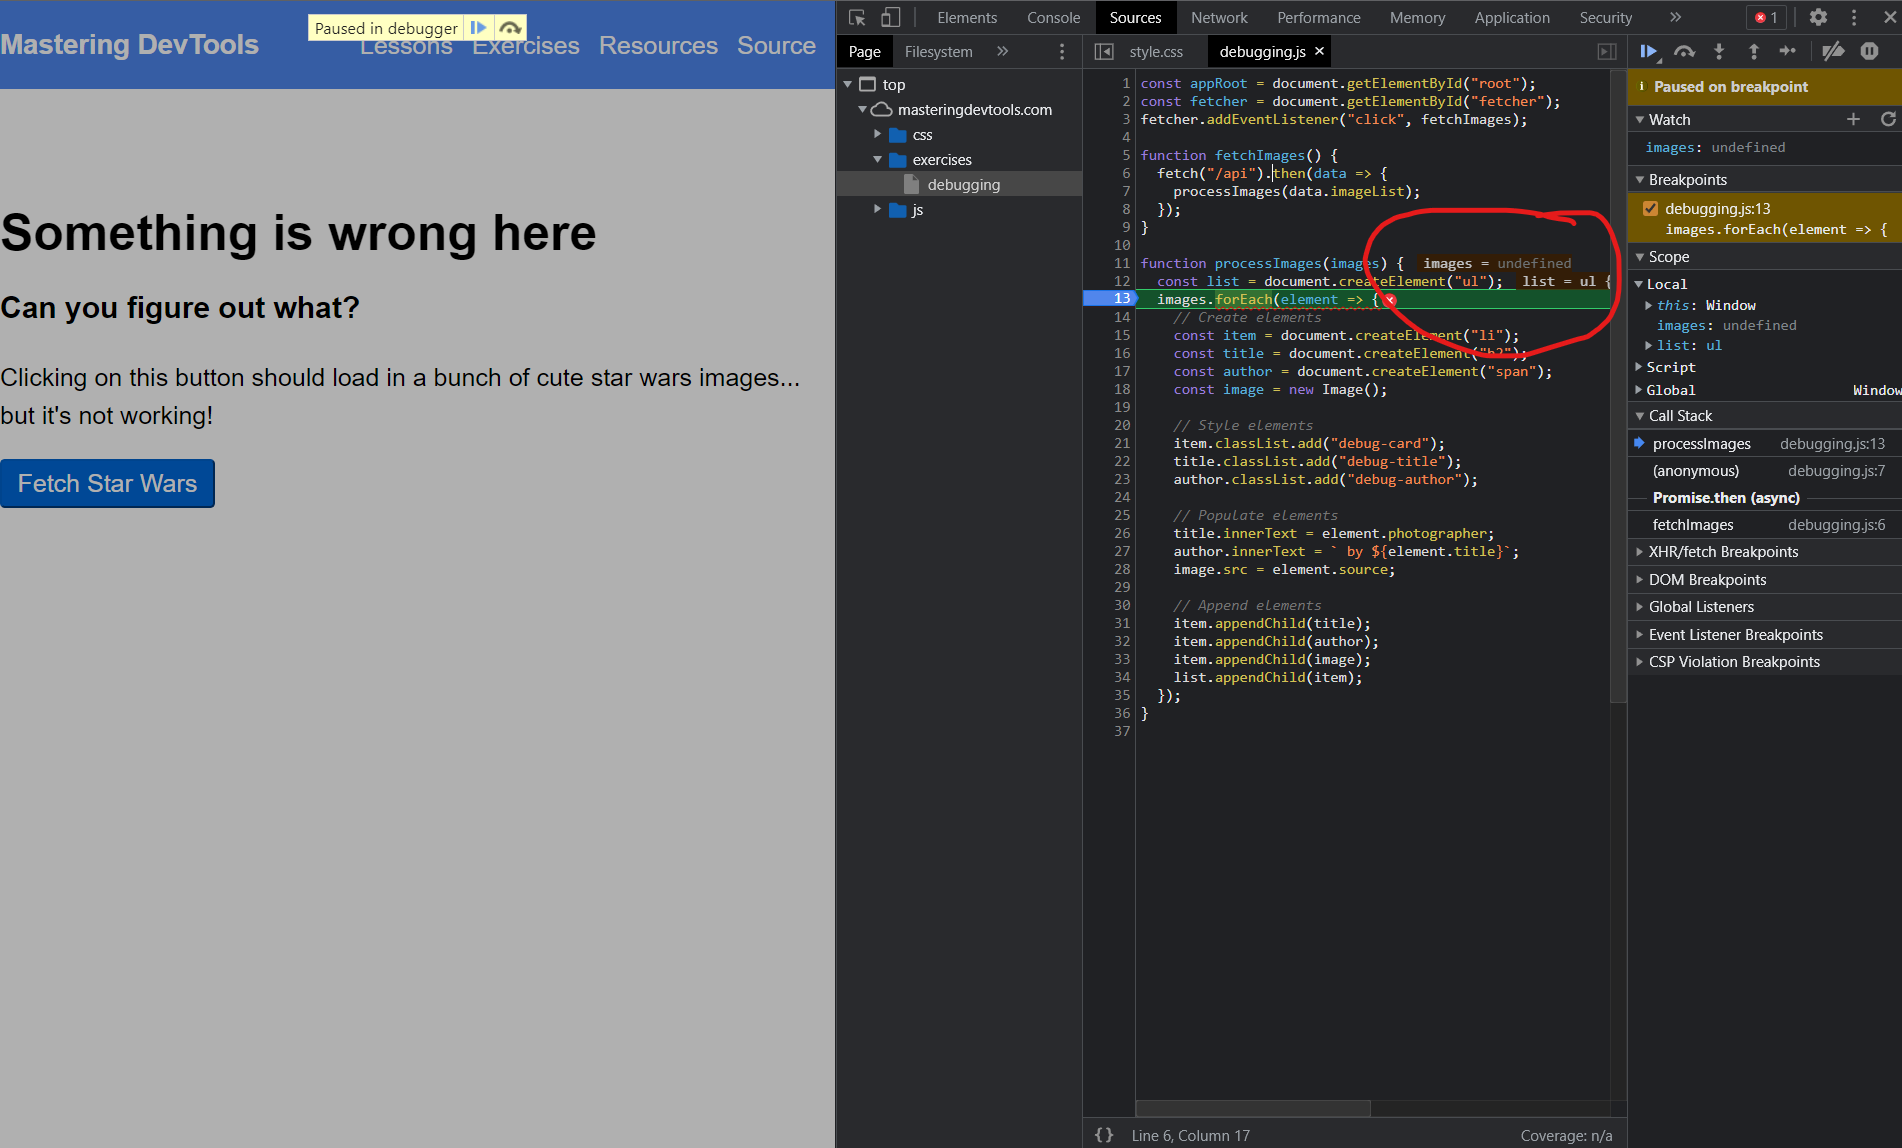 Mastering DevTools
Paused in debugger
Lessons Exercises Resources Source
Something is wrong here
Can you figure out what?
Clicking on this button should load in a bunch of cute star wars images...
but it's not working!
Fetch Star Wars
Elements Console Sources Network Performance Memory Application Security » 1
Page Filesystem »
top
masteringdevtools.com
css
exercises
debugging
js
style.css debugging.js ×
1 const appRoot = document.getElementById("root");
2 const fetcher = document.getElementById("fetcher");
3 fetcher.addEventListener("click", fetchImages);
4
5 function fetchImages() {
6 fetch("/api").then(data => {
7 processImages(data.imageList);
8 });
9 }
10
11 function processImages(images) { images = undefined
12 const list = document.createElement("ul"); list = ul {
13 images.forEach(element => {
14 // Create elements
15 const item = document.createElement("li");
16 const title = document.createElement("h2");
17 const author = document.createElement("span");
18 const image = new Image();
19
20 // Style elements
21 item.classList.add("debug-card");
22 title.classList.add("debug-title");
23 author.classList.add("debug-author");
24
25 // Populate elements
26 title.innerText = element.photographer;
27 author.innerText = ` by ${element.title}`;
28 image.src = element.source;
29
30 // Append elements
31 item.appendChild(title);
32 item.appendChild(author);
33 item.appendChild(image);
34 list.appendChild(item);
35 });
36 }
37
{} Line 6, Column 17 Coverage: n/a
Paused on breakpoint
Watch
images: undefined
Breakpoints
debugging.js:13
images.forEach(element => {
Scope
Local
this: Window
images: undefined
list: ul
Script
Global Window
Call Stack
processImages debugging.js:13
(anonymous) debugging.js:7
Promise.then (async)
fetchImages debugging.js:6
XHR/fetch Breakpoints
DOM Breakpoints
Global Listeners
Event Listener Breakpoints
CSP Violation Breakpoints